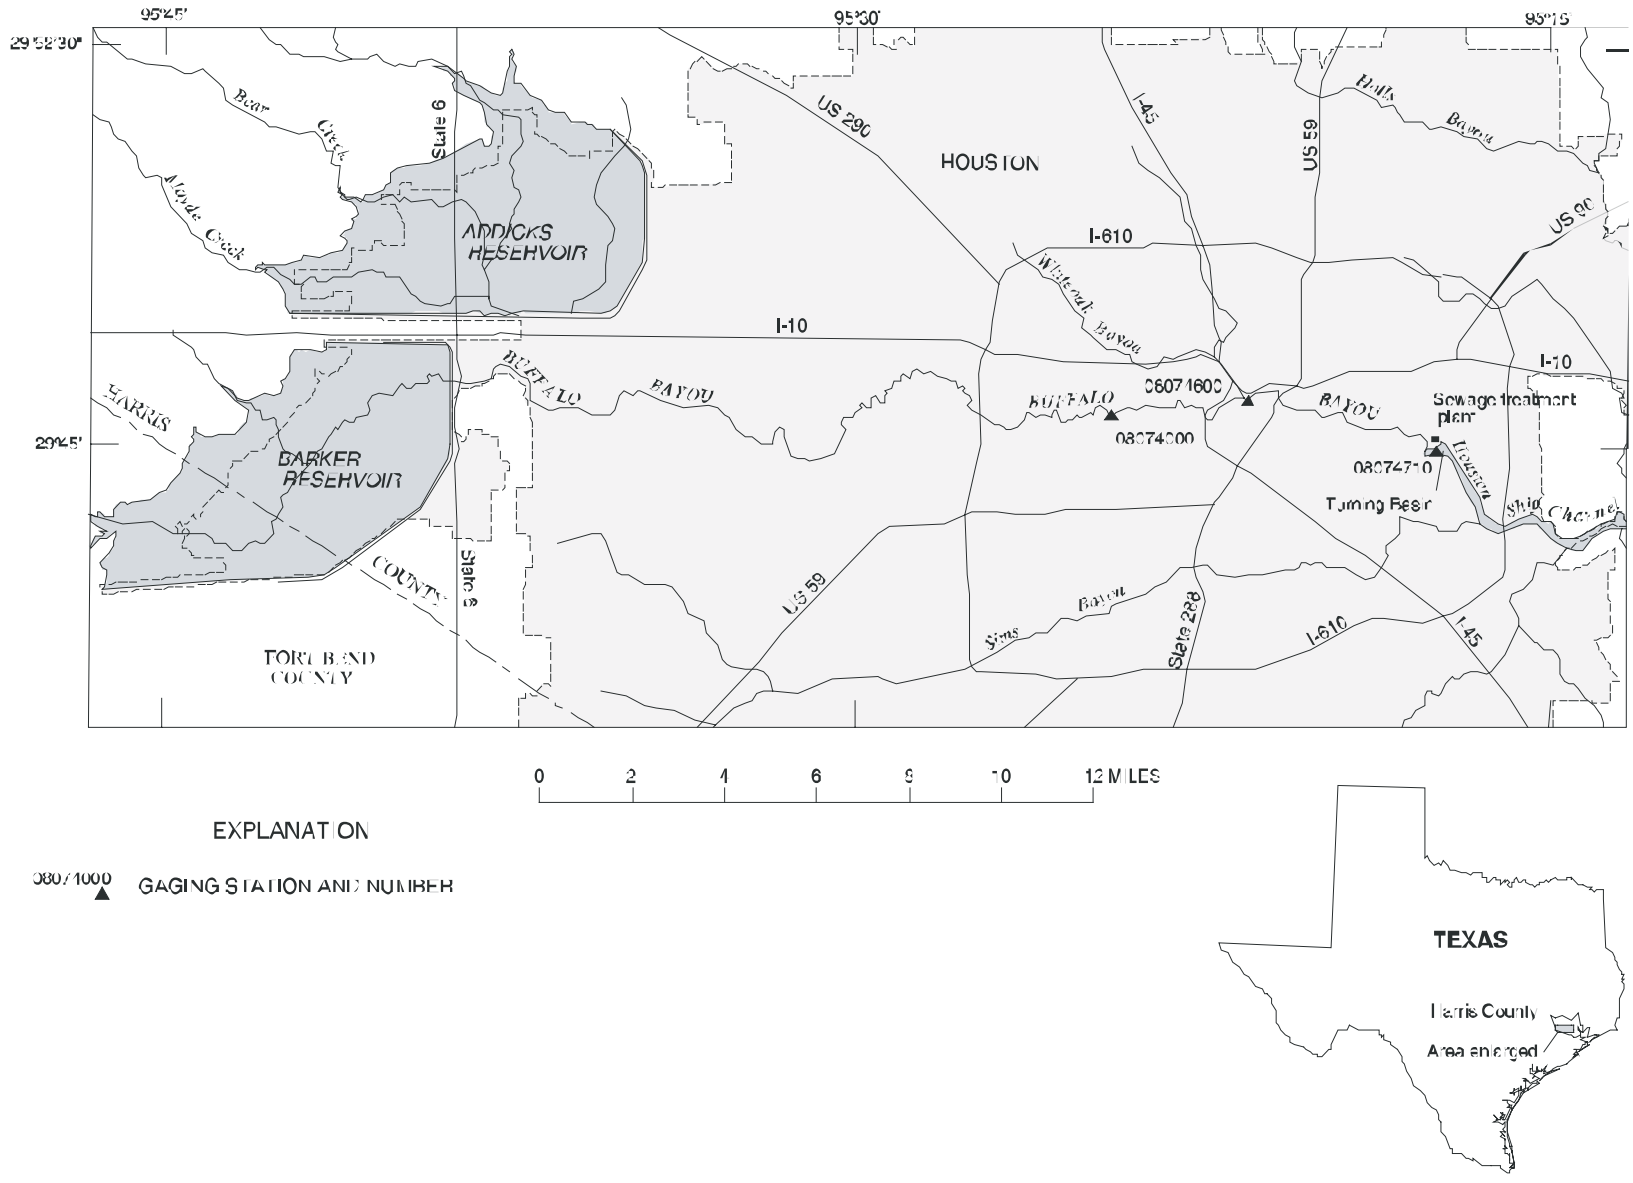 95°45'
95°30'
95°15'
29°52'30"
Bear
Creek
State 6
US 290
I-45
US 59
Halls
Bayou
HOUSTON
Mayde
Creek
ADDICKS
RESERVOIR
I-610
US 90
Whiteoak
Bayou
I-10
I-10
BUFFALO
BAYOU
HARRIS
BUFFALO
08074600
08074000
BAYOU
Sewage treatment
plant
29°45'
BARKER
RESERVOIR
08074710
Houston
Turning Basin
Ship Channel
COUNTY
State 6
US 59
Sims
Bayou
State 288
I-610
I-45
FORT BEND
COUNTY
0 2 4 6 8 10 12 MILES
EXPLANATION
08074000
GAGING STATION AND NUMBER
TEXAS
Harris County
Area enlarged